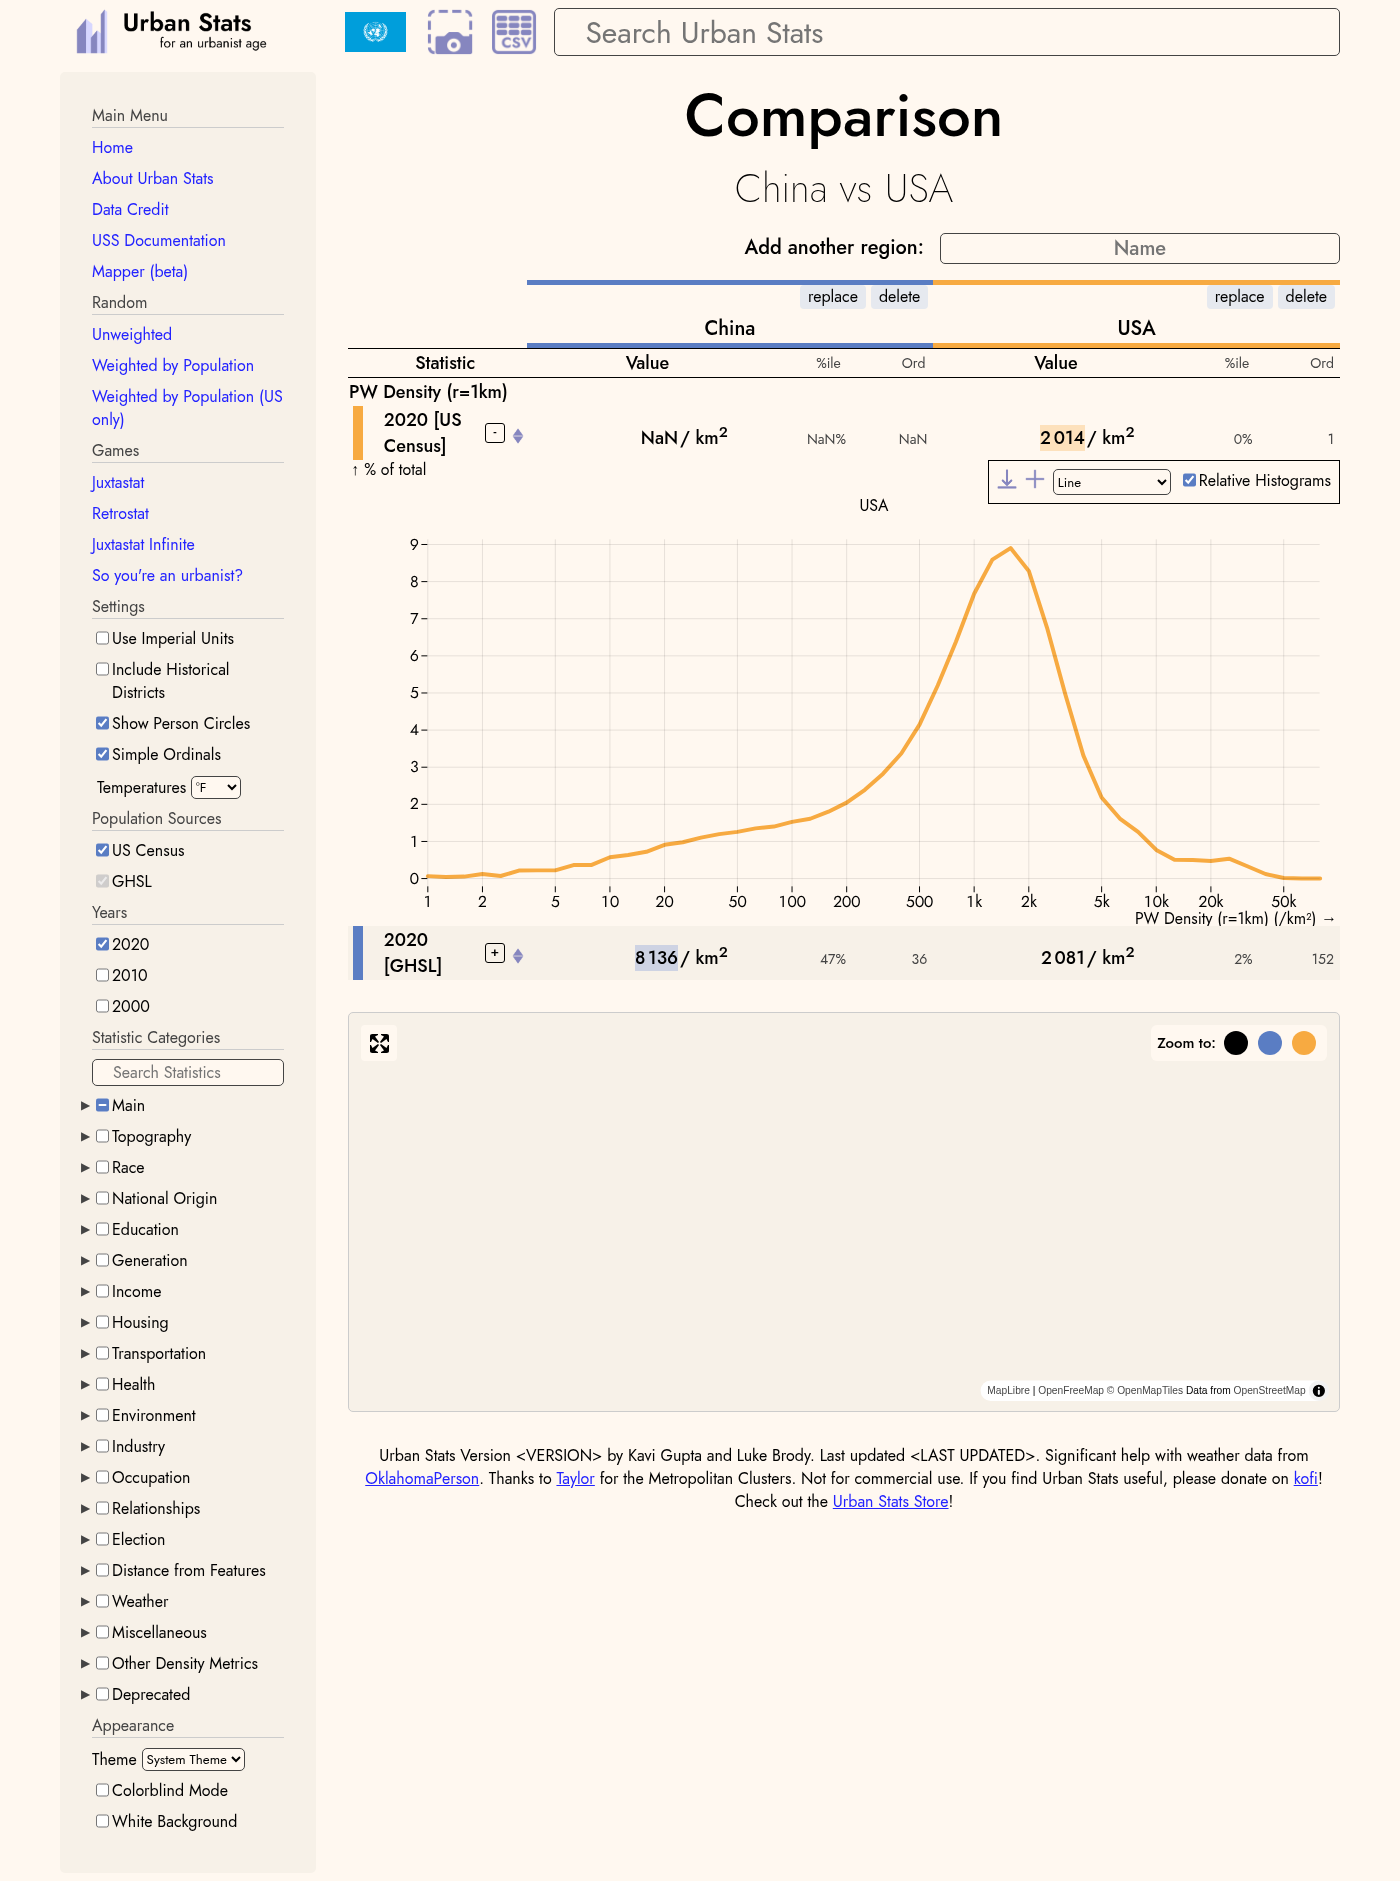 Urban Stats
for an urbanist age
CSV
Search Urban Stats
Main Menu
Home
About Urban Stats
Data Credit
USS Documentation
Mapper (beta)
Random
Unweighted
Weighted by Population
Weighted by Population (US
only)
Games
Juxtastat
Retrostat
Juxtastat Infinite
So you're an urbanist?
Settings
Use Imperial Units
Include Historical
Districts
Show Person Circles
Simple Ordinals
Temperatures °F
Population Sources
US Census
GHSL
Years
2020
2010
2000
Statistic Categories
Search Statistics
Main
Topography
Race
National Origin
Education
Generation
Income
Housing
Transportation
Health
Environment
Industry
Occupation
Relationships
Election
Distance from Features
Weather
Miscellaneous
Other Density Metrics
Deprecated
Appearance
Theme System Theme
Colorblind Mode
White Background
Comparison
China vs USA
Add another region: Name
replace delete replace delete
China USA
Statistic Value %ile Ord Value %ile Ord
PW Density (r=1km)
2020 [US
Census] - NaN / km² NaN% NaN 2 014 / km² 0% 1
↑ % of total
Line Relative Histograms
USA
9
8
7
6
5
4
3
2
1
0
1 2 5 10 20 50 100 200 500 1k 2k 5k 10k 20k 50k
PW Density (r=1km) (/km²) →
2020
[GHSL] + 8 136 / km² 47% 36 2 081 / km² 2% 152
Zoom to:
MapLibre | OpenFreeMap © OpenMapTiles Data from OpenStreetMap
Urban Stats Version <VERSION> by Kavi Gupta and Luke Brody. Last updated <LAST UPDATED>. Significant help with weather data from
OklahomaPerson. Thanks to Taylor for the Metropolitan Clusters. Not for commercial use. If you find Urban Stats useful, please donate on kofi!
Check out the Urban Stats Store!